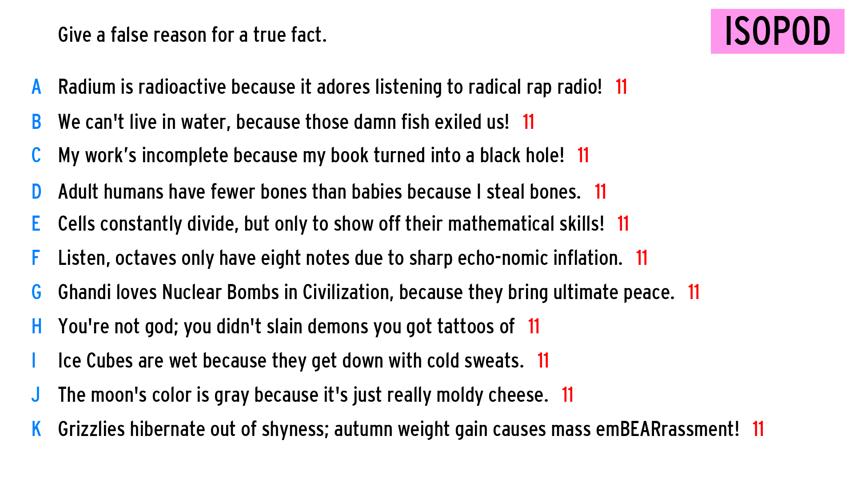 Give a false reason for a true fact.
ISOPOD
A Radium is radioactive because it adores listening to radical rap radio! 11
B We can't live in water, because those damn fish exiled us! 11
C My work's incomplete because my book turned into a black hole! 11
D Adult humans have fewer bones than babies because I steal bones. 11
E Cells constantly divide, but only to show off their mathematical skills! 11
F Listen, octaves only have eight notes due to sharp echo-nomic inflation. 11
G Ghandi loves Nuclear Bombs in Civilization, because they bring ultimate peace. 11
H You're not god; you didn't slain demons you got tattoos of 11
I Ice Cubes are wet because they get down with cold sweats. 11
J The moon's color is gray because it's just really moldy cheese. 11
K Grizzlies hibernate out of shyness; autumn weight gain causes mass emBEARrassment! 11